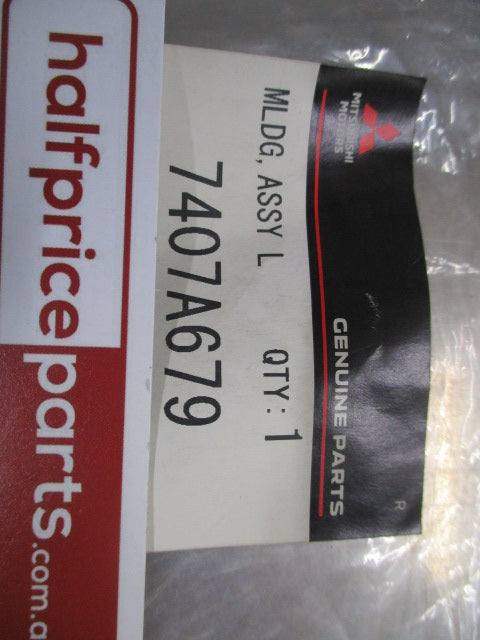 MITSUBISHI
MOTORS
GENUINE PARTS
R
MLDG, ASSY L QTY: 1
7407A679
halfpriceparts.com.a